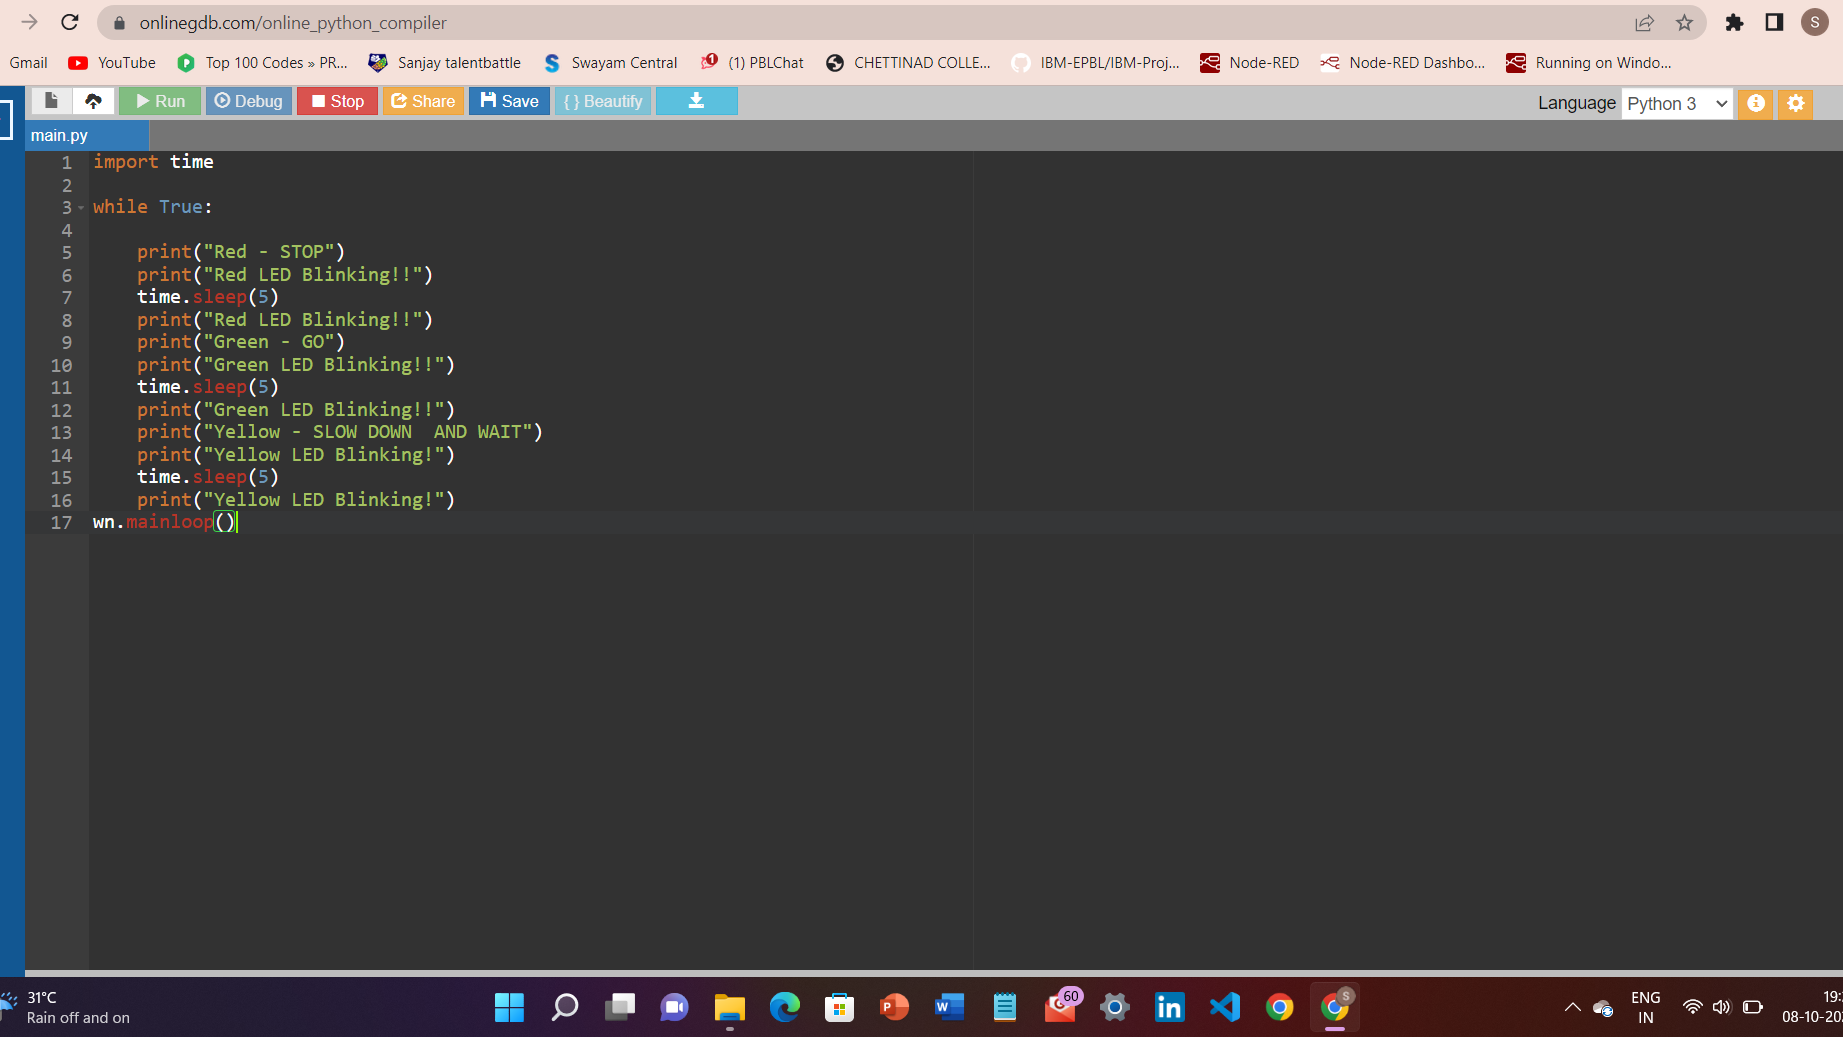 onlinegdb.com/online_python_compiler
S
Gmail YouTube Top 100 Codes » PR... Sanjay talentbattle Swayam Central (1) PBLChat CHETTINAD COLLE... IBM-EPBL/IBM-Proj... Node-RED Node-RED Dashbo... Running on Windo...
Run Debug Stop Share Save { } Beautify Language Python 3
main.py
1 import time
2
3 while True:
4
5 print("Red - STOP")
6 print("Red LED Blinking!!")
7 time.sleep(5)
8 print("Red LED Blinking!!")
9 print("Green - GO")
10 print("Green LED Blinking!!")
11 time.sleep(5)
12 print("Green LED Blinking!!")
13 print("Yellow - SLOW DOWN  AND WAIT")
14 print("Yellow LED Blinking!")
15 time.sleep(5)
16 print("Yellow LED Blinking!")
17 wn.mainloop()
31°C
Rain off and on
60
S
ENG
IN
19:
08-10-20